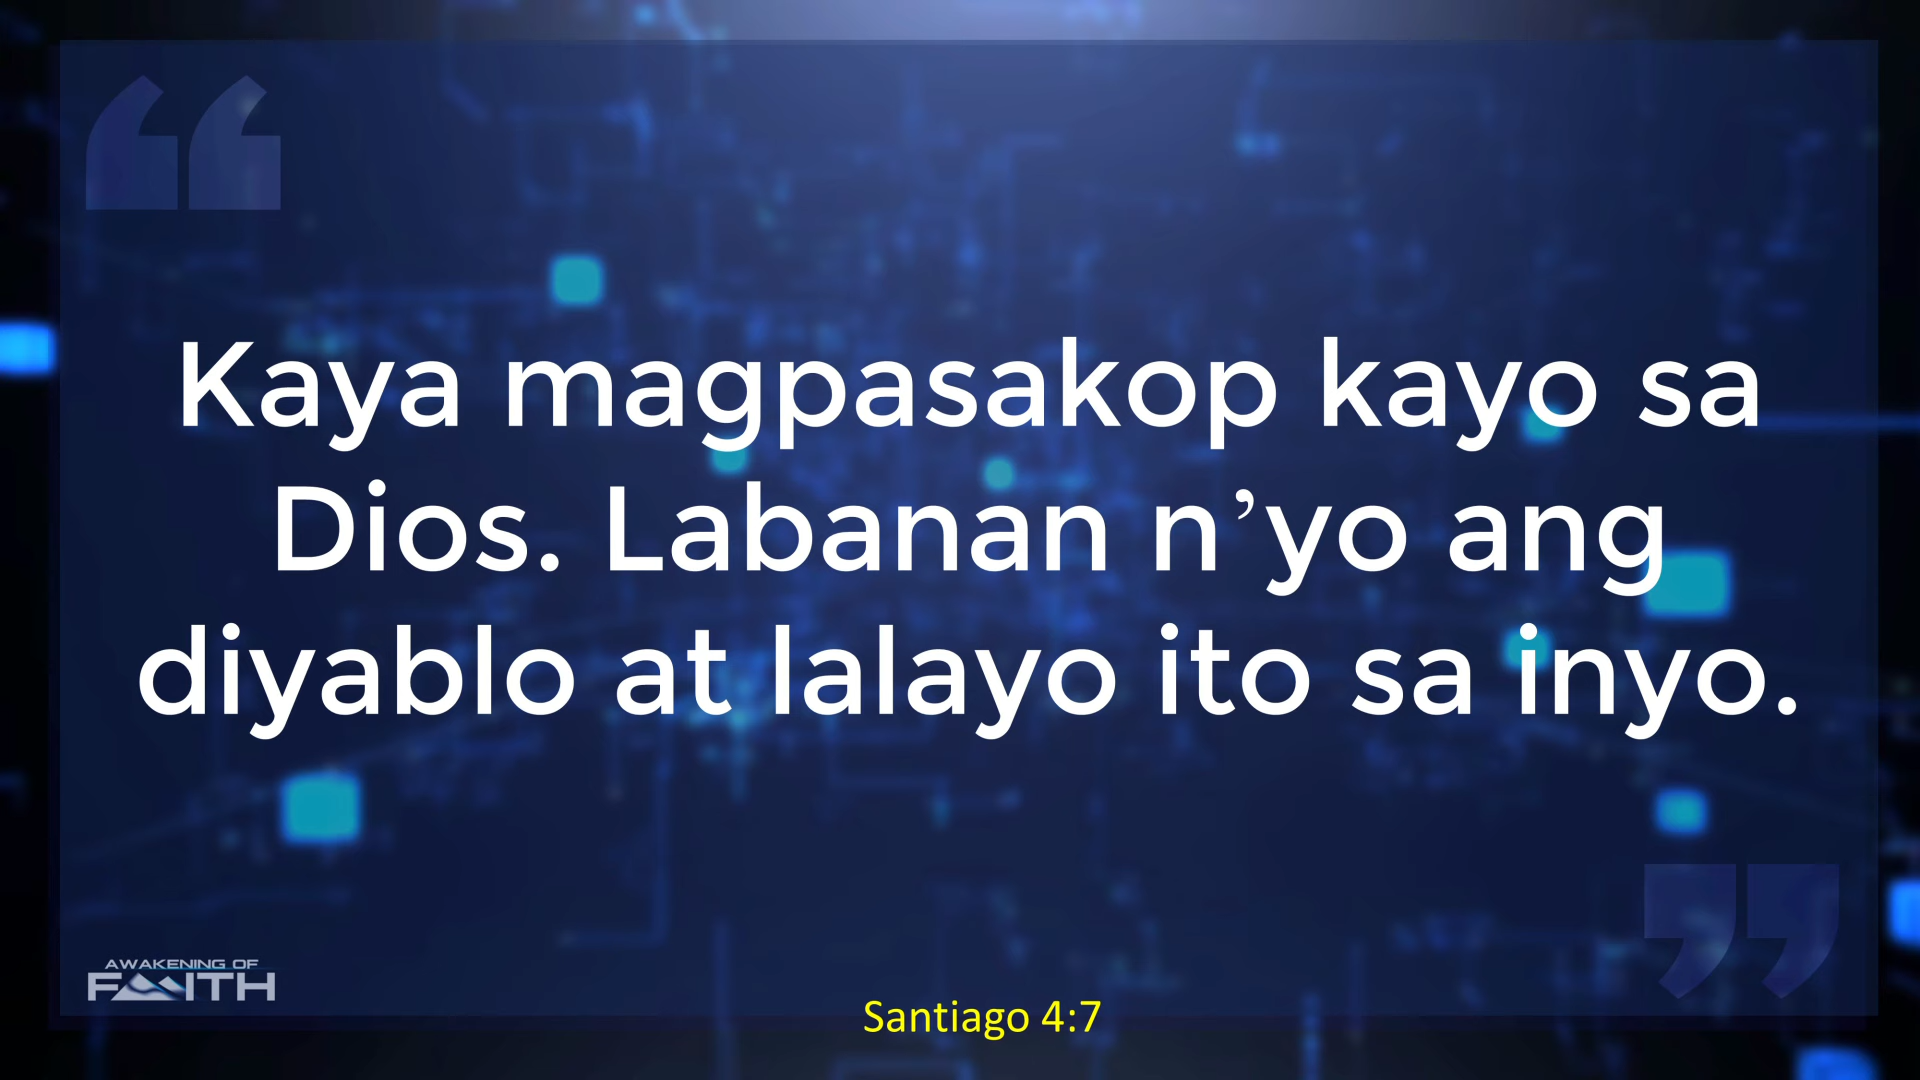 “
Kaya magpasakop kayo sa
Dios. Labanan n’yo ang
diyablo at lalayo ito sa inyo.
”
AWAKENING OF
FAITH
Santiago 4:7